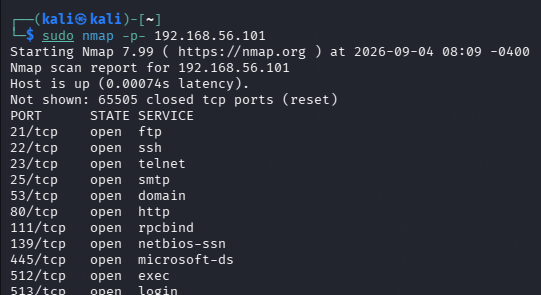 ┌──(kali㉿kali)-[~]
└─$ sudo nmap -p- 192.168.56.101
Starting Nmap 7.99 ( https://nmap.org ) at 2026-09-04 08:09 -0400
Nmap scan report for 192.168.56.101
Host is up (0.00074s latency).
Not shown: 65505 closed tcp ports (reset)
PORT      STATE SERVICE
21/tcp    open  ftp
22/tcp    open  ssh
23/tcp    open  telnet
25/tcp    open  smtp
53/tcp    open  domain
80/tcp    open  http
111/tcp   open  rpcbind
139/tcp   open  netbios-ssn
445/tcp   open  microsoft-ds
512/tcp   open  exec
513/tcp   open  login